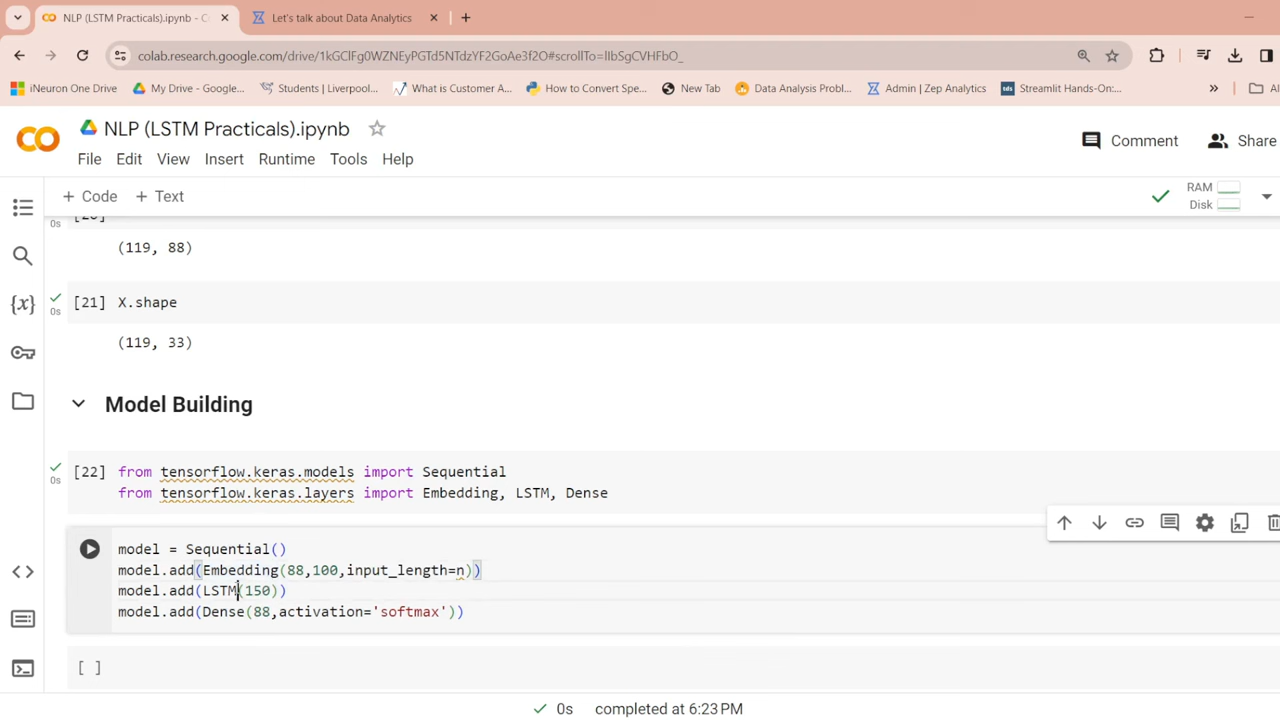 NLP (LSTM Practicals).ipynb - C
Let's talk about Data Analytics
colab.research.google.com/drive/1kGClFg0WZNEyPGTd5NTdzYF2GoAe3f2O#scrollTo=IIbSgCVHFbO_
iNeuron One Drive
My Drive - Google...
Students | Liverpool...
What is Customer A...
How to Convert Spe...
New Tab
Data Analysis Probl...
Admin | Zep Analytics
Streamlit Hands-On:...
NLP (LSTM Practicals).ipynb
Comment
Share
File Edit View Insert Runtime Tools Help
+ Code + Text
RAM
Disk
0s
(119, 88)
[21] X.shape
0s
(119, 33)
Model Building
[22] from tensorflow.keras.models import Sequential
0s from tensorflow.keras.layers import Embedding, LSTM, Dense
model = Sequential()
model.add(Embedding(88,100,input_length=n))
model.add(LSTM(150))
model.add(Dense(88,activation='softmax'))
[ ]
0s completed at 6:23 PM